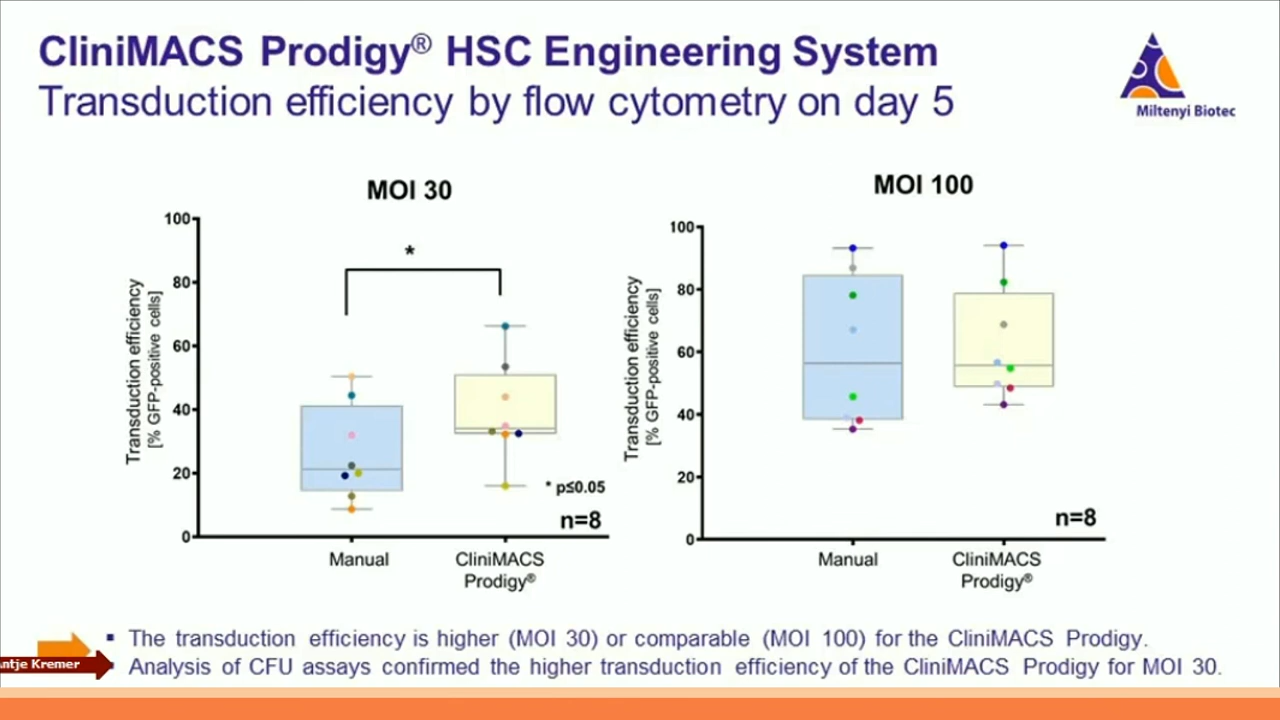 CliniMACS Prodigy® HSC Engineering System
Transduction efficiency by flow cytometry on day 5
Miltenyi Biotec
MOI 30
100
80
60
40
20
0
Transduction efficiency
[% GFP-positive cells]
*
* p≤0.05
n=8
Manual
CliniMACS
Prodigy®
MOI 100
100
80
60
40
20
0
Transduction efficiency
[% GFP-positive cells]
n=8
Manual
CliniMACS
Prodigy®
▪ The transduction efficiency is higher (MOI 30) or comparable (MOI 100) for the CliniMACS Prodigy.
Analysis of CFU assays confirmed the higher transduction efficiency of the CliniMACS Prodigy for MOI 30.
ntje Kremer